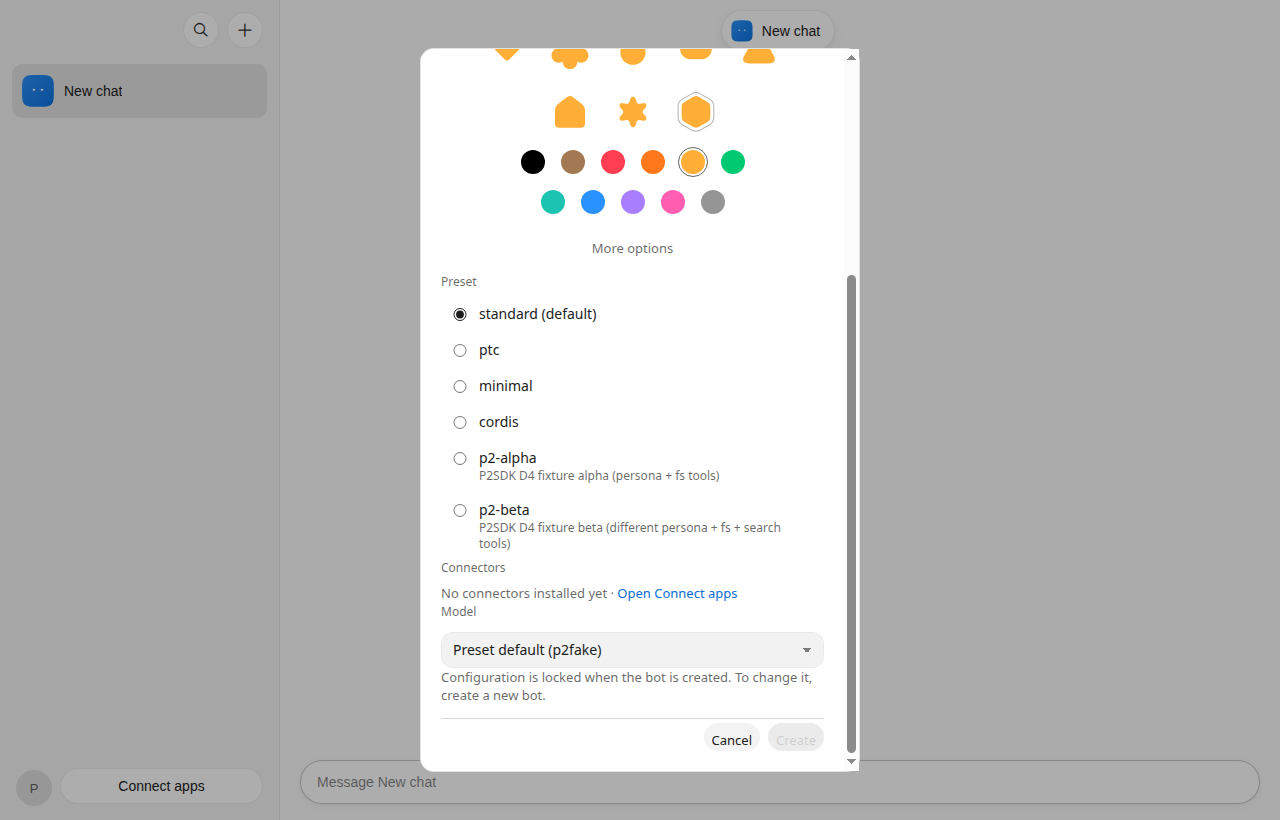 New chat
New chat
More options
Preset
standard (default)
ptc
minimal
cordis
p2-alpha
P2SDK D4 fixture alpha (persona + fs tools)
p2-beta
P2SDK D4 fixture beta (different persona + fs + search
tools)
Connectors
No connectors installed yet · Open Connect apps
Model
Preset default (p2fake)
Configuration is locked when the bot is created. To change it,
create a new bot.
Cancel
Create
P
Connect apps
Message New chat